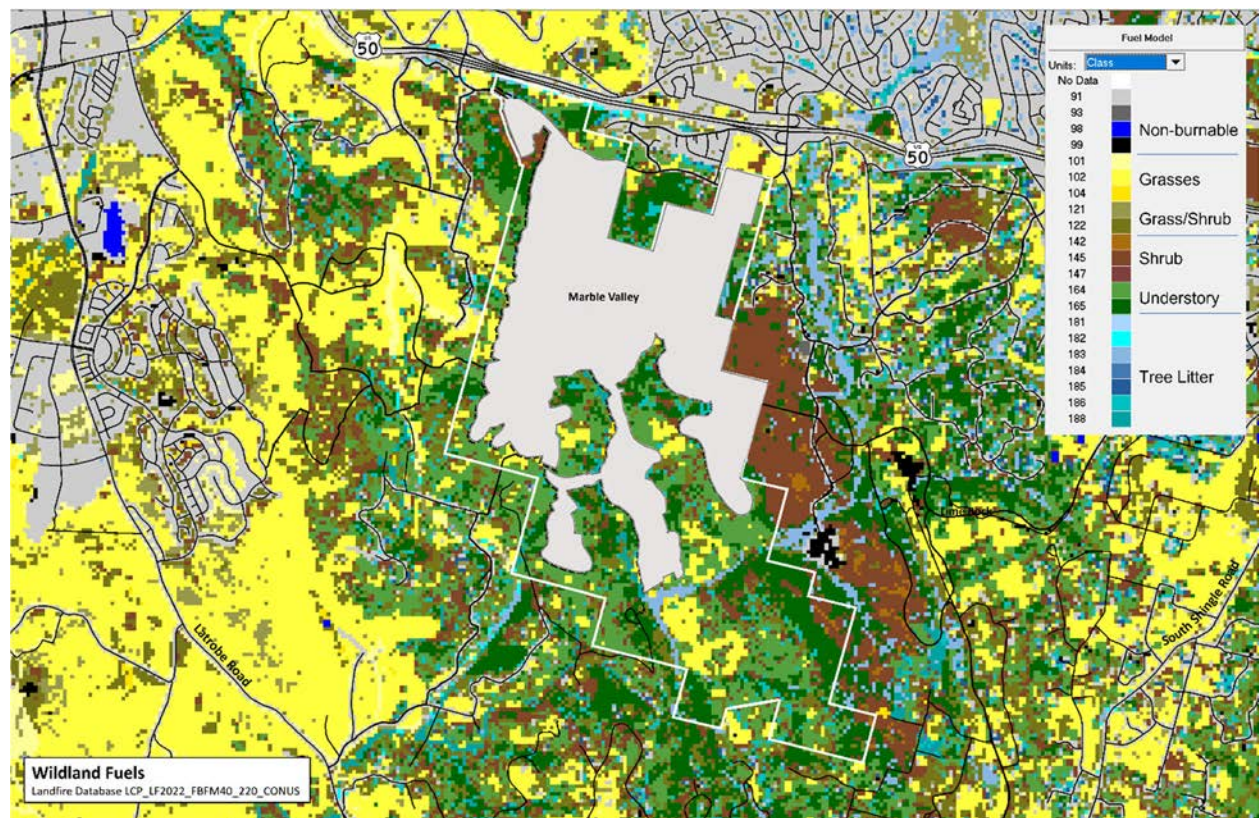 US
50
US
50
Marble Valley
Latrobe Road
South Shingle Road
Fuel Model
Units: Class
No Data
91
93
98
99
Non-burnable
101
102
104
Grasses
121
122
Grass/Shrub
142
145
147
Shrub
164
165
Understory
181
182
183
184
185
186
188
Tree Litter
Wildland Fuels
Landfire Database LCP_LF2022_FBFM40_220_CONUS